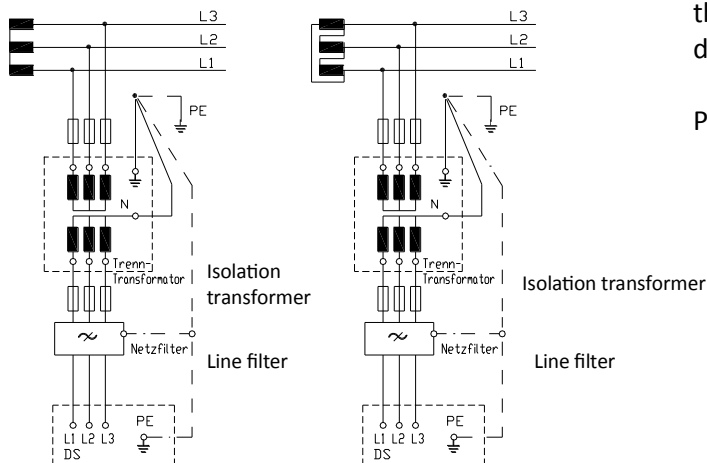 L3
L2
L1
PE
N
Trenn-
Transformator
Isolation
transformer
Netzfilter
Line filter
L1 L2 L3
PE
DS
L3
L2
L1
PE
N
Trenn-
Transformator
Isolation transformer
Netzfilter
Line filter
L1 L2 L3
PE
DS
th
d
P